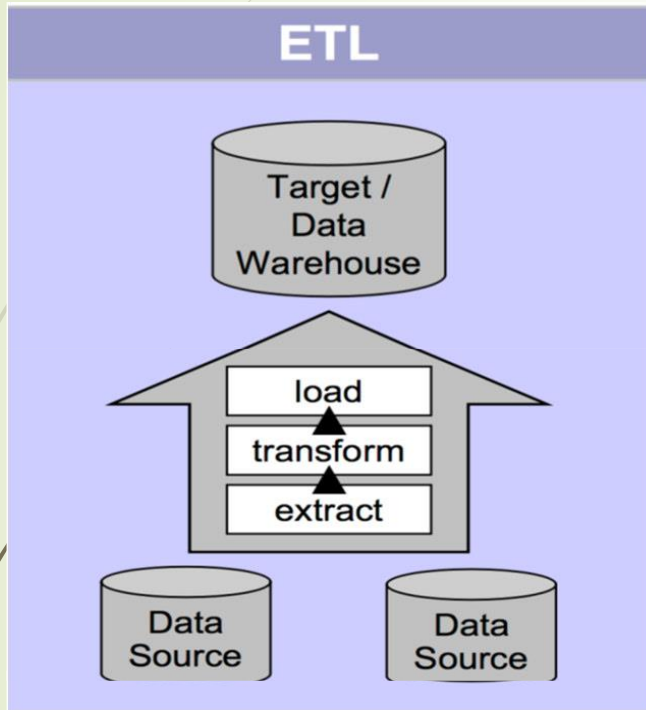 ETL
Target /
Data
Warehouse
load
transform
extract
Data
Source
Data
Source